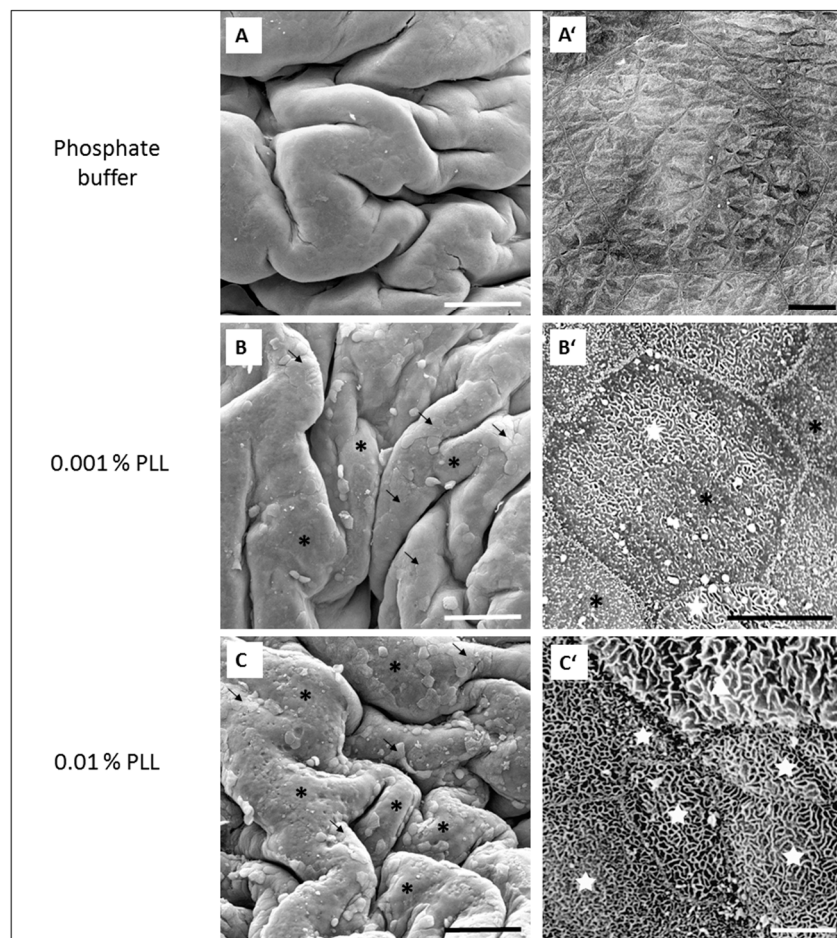 A
A‘
Phosphate
buffer
B
B‘
0.001 % PLL
C
C‘
0.01 % PLL